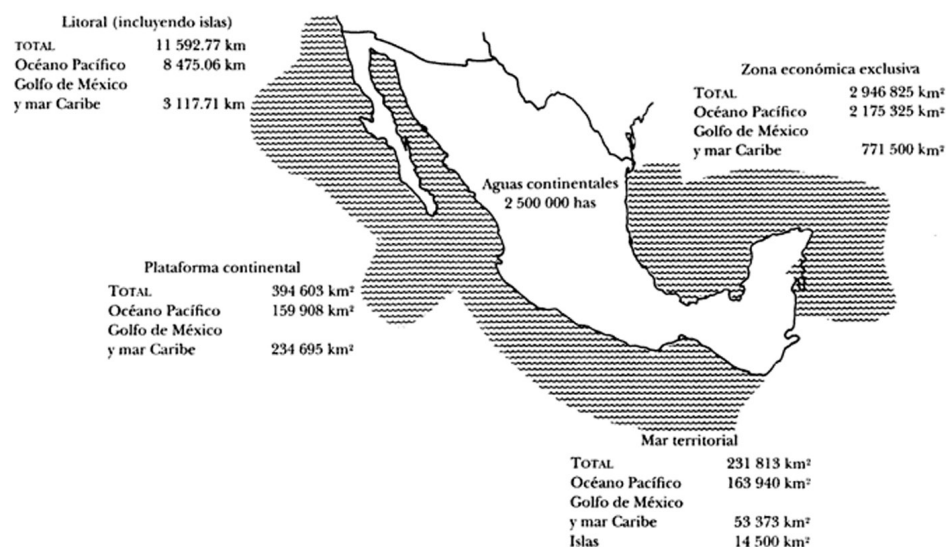 Litoral (incluyendo islas)
TOTAL 11 592.77 km
Océano Pacífico 8 475.06 km
Golfo de México
y mar Caribe 3 117.71 km
Zona económica exclusiva
TOTAL 2 946 825 km²
Océano Pacífico 2 175 325 km²
Golfo de México
y mar Caribe 771 500 km²
Aguas continentales
2 500 000 has
Plataforma continental
TOTAL 394 603 km²
Océano Pacífico 159 908 km²
Golfo de México
y mar Caribe 234 695 km²
Mar territorial
TOTAL 231 813 km²
Océano Pacífico 163 940 km²
Golfo de México
y mar Caribe 53 373 km²
Islas 14 500 km²